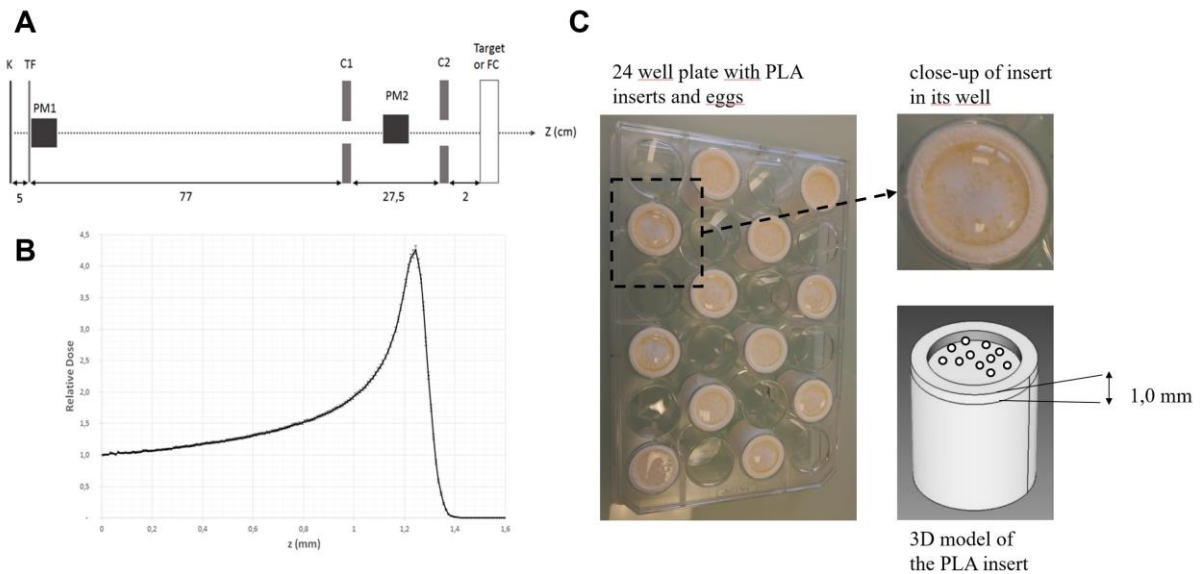 A
K TF
PM1
C1
PM2
C2
Target
or FC
Z (cm)
5
77
27,5
2
B
4,5
4,0
3,5
3,0
2,5
2,0
1,5
1,0
0,5
-
Relative Dose
0 0,2 0,4 0,6 0,8 1 1,2 1,4 1,6
z (mm)
C
24 well plate with PLA
inserts and eggs
close-up of insert
in its well
1,0 mm
3D model of
the PLA insert